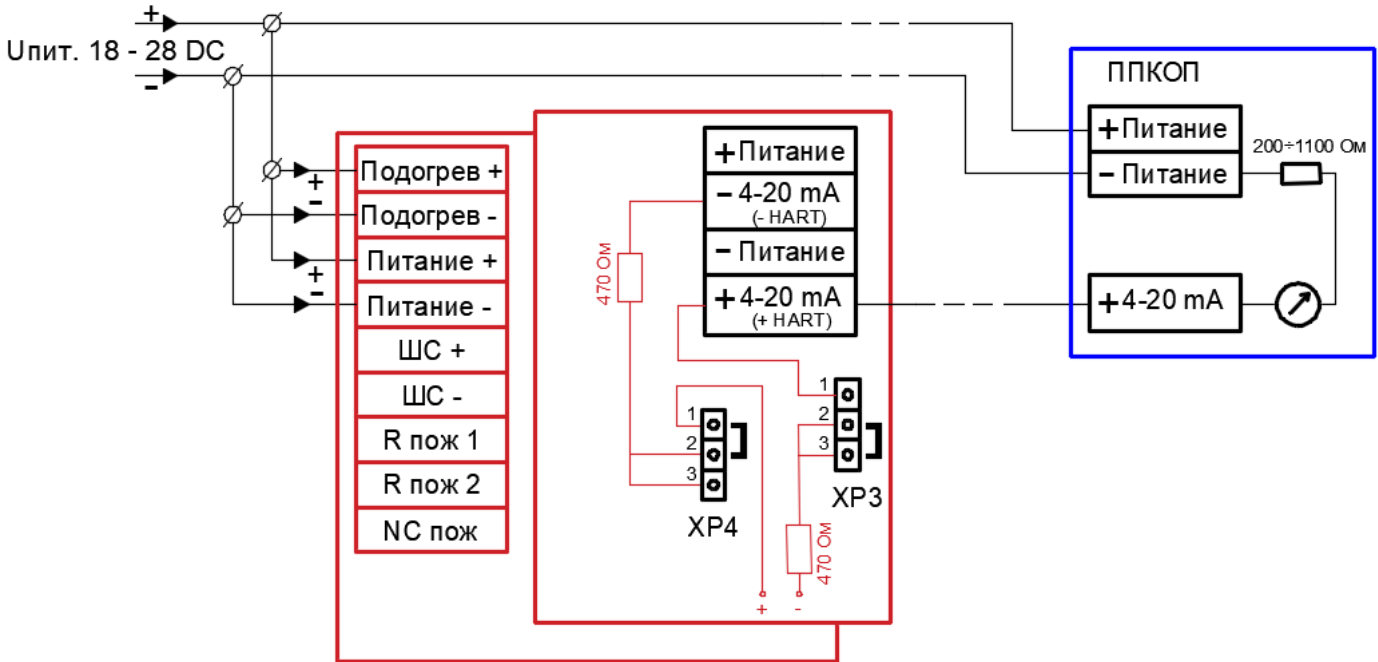 +
Uпит. 18 - 28 DC
-
Подогрев +
+
-
Подогрев -
Питание +
+
-
Питание -
ШС +
ШС -
R пож 1
R пож 2
NC пож
+ Питание
- 4-20 mA
(- HART)
- Питание
+ 4-20 mA
(+ HART)
470 Ом
1
2
3
XP4
1
2
3
XP3
470 Ом
+ -
ППКОП
+ Питание
200÷1100 Ом
- Питание
+ 4-20 mA